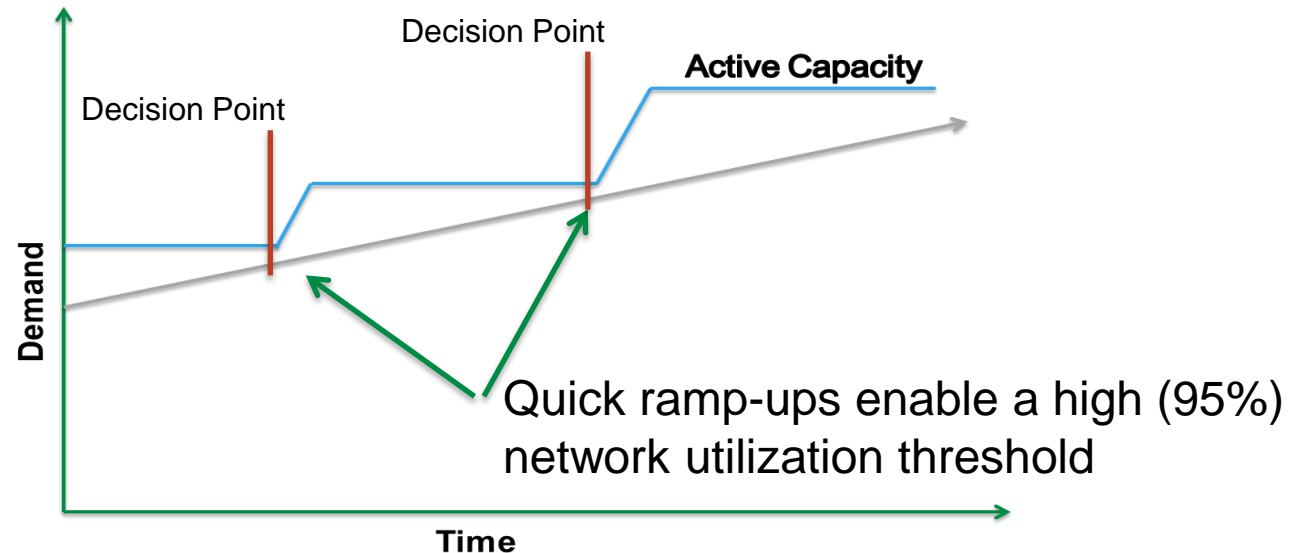 Decision Point
Decision Point
Active Capacity
Demand
Quick ramp-ups enable a high (95%)
network utilization threshold
Time